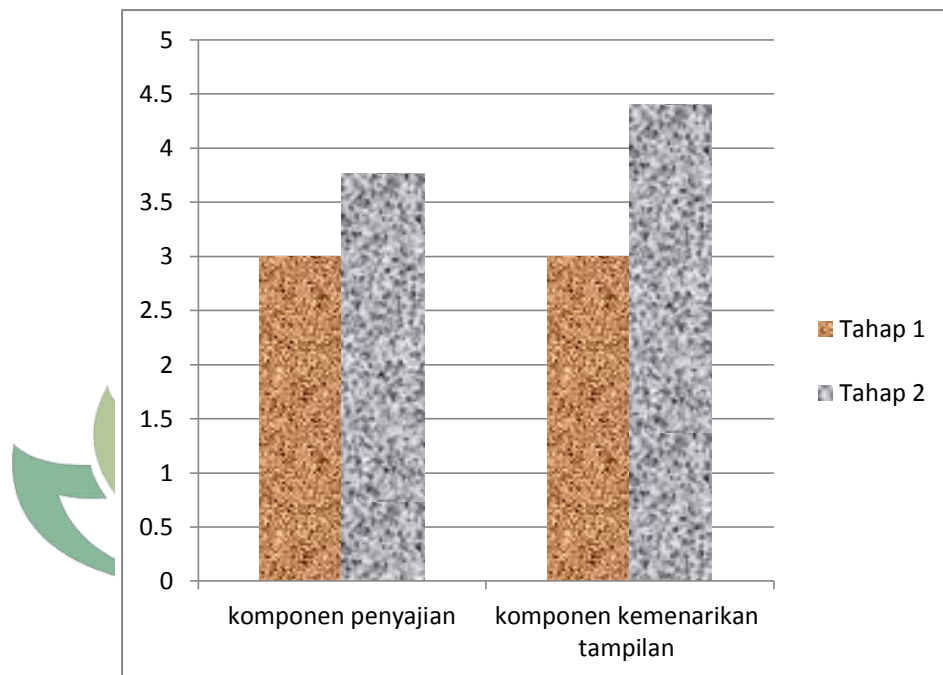 5
4.5
4
3.5
3
2.5
2
1.5
1
0.5
0
komponen penyajian
komponen kemenarikan
tampilan
Tahap 1
Tahap 2